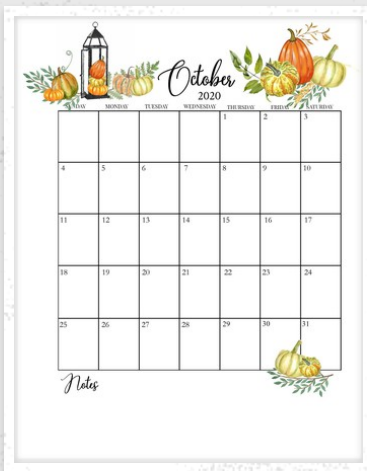 October
2020
DAY MONDAY TUESDAY WEDNESDAY THURSDAY FRIDAY SATURDAY
1 2 3
4 5 6 7 8 9 10
11 12 13 14 15 16 17
18 19 20 21 22 23 24
25 26 27 28 29 30 31
Notes